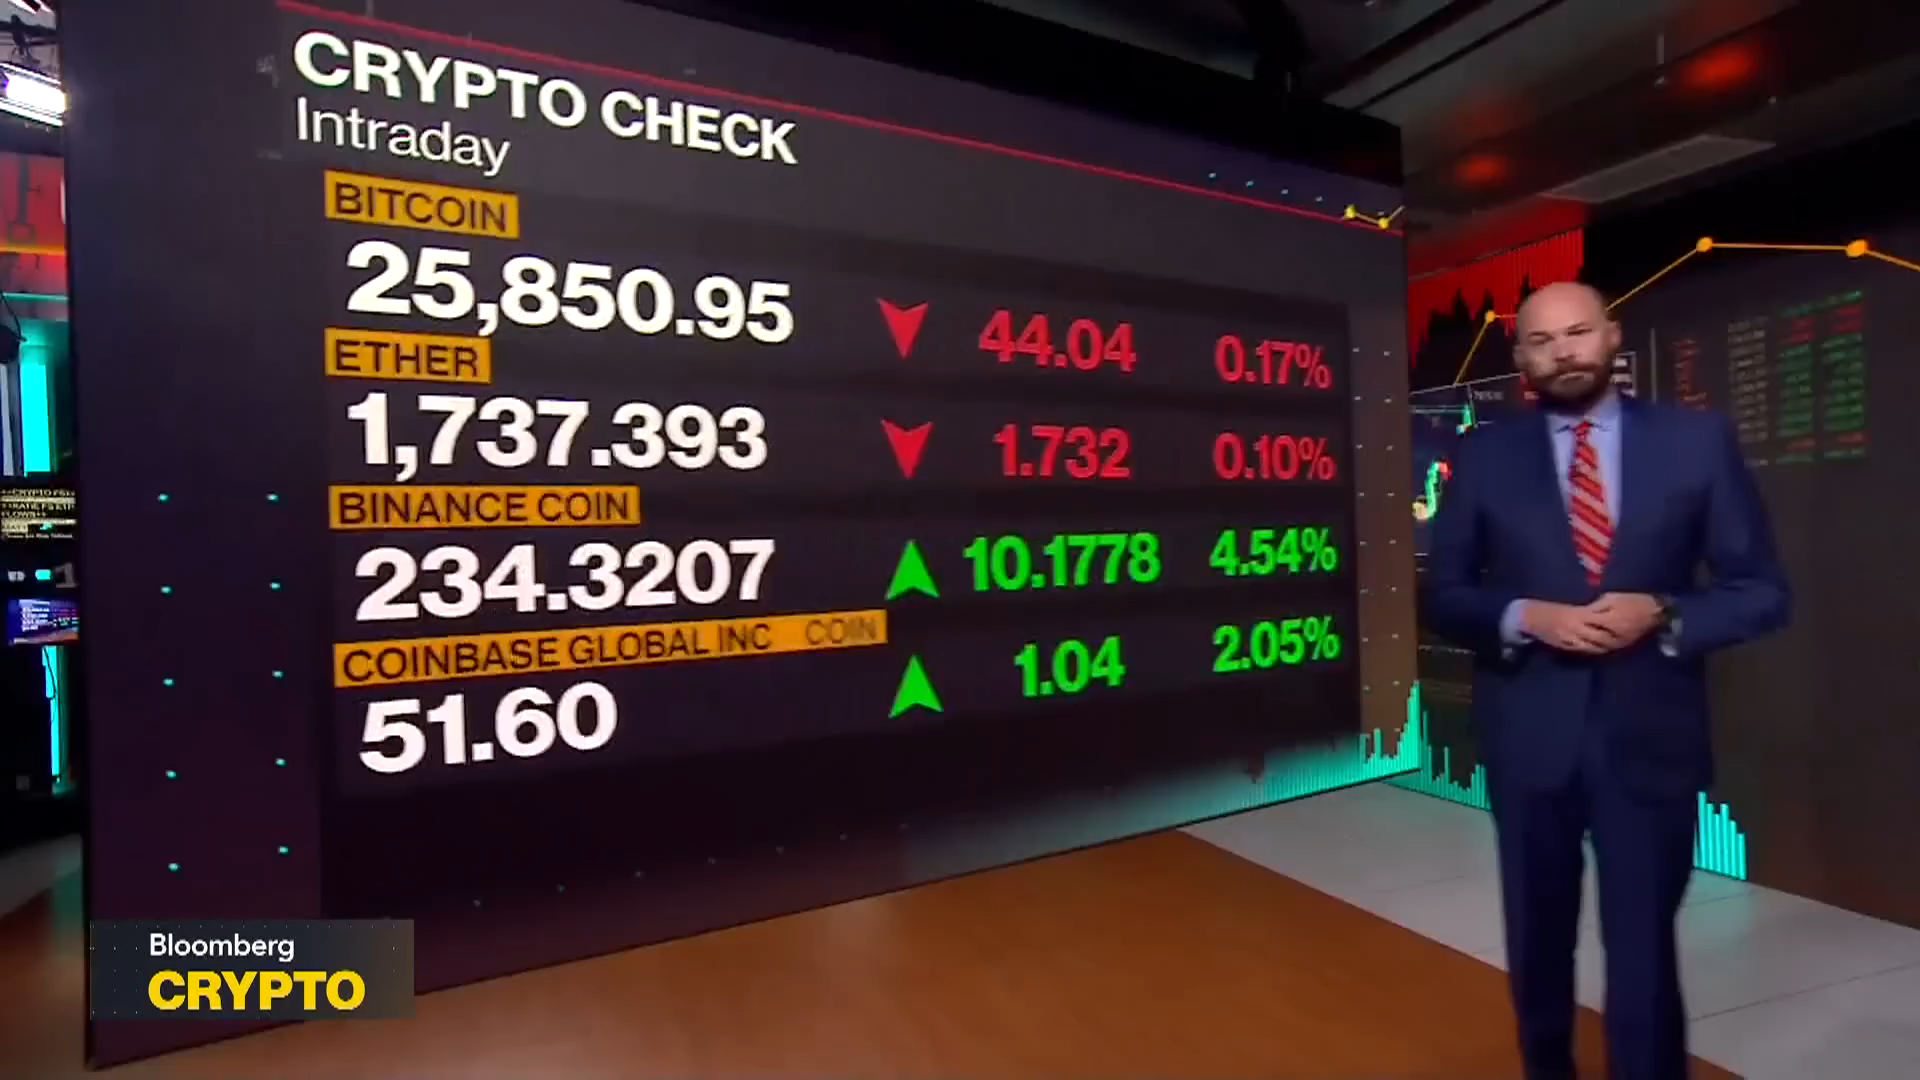 CRYPTO CHECK
Intraday
BITCOIN
25,850.95 44.04 0.17%
ETHER
1,737.393 1.732 0.10%
BINANCE COIN
234.3207 10.1778 4.54%
COINBASE GLOBAL INC COIN
51.60 1.04 2.05%
Bloomberg
CRYPTO